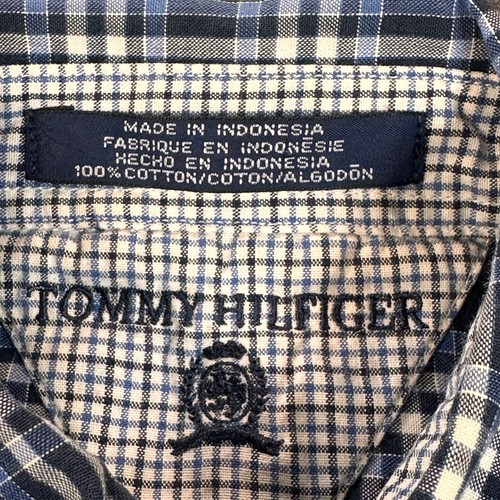 MADE IN INDONESIA
FABRIQUE EN INDONÉSIE
HECHO EN INDONESIA
100% COTTON/COTON/ALGODÓN
TOMMY HILFIGER